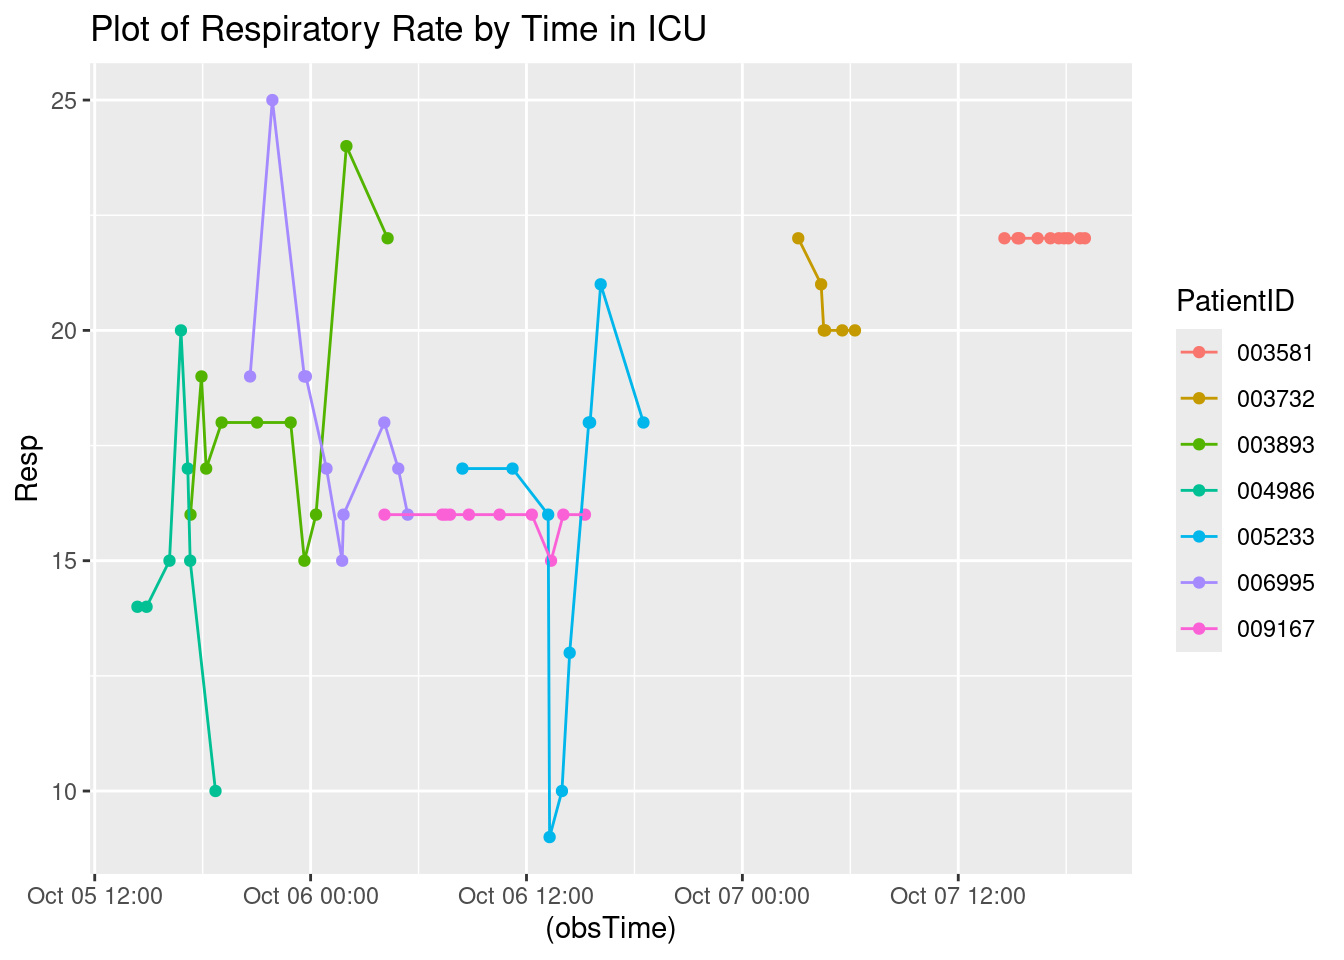 Plot of Respiratory Rate by Time in ICU
25
20
15
10
Resp
Oct 05 12:00 Oct 06 00:00 Oct 06 12:00 Oct 07 00:00 Oct 07 12:00
(obsTime)
PatientID
003581
003732
003893
004986
005233
006995
009167